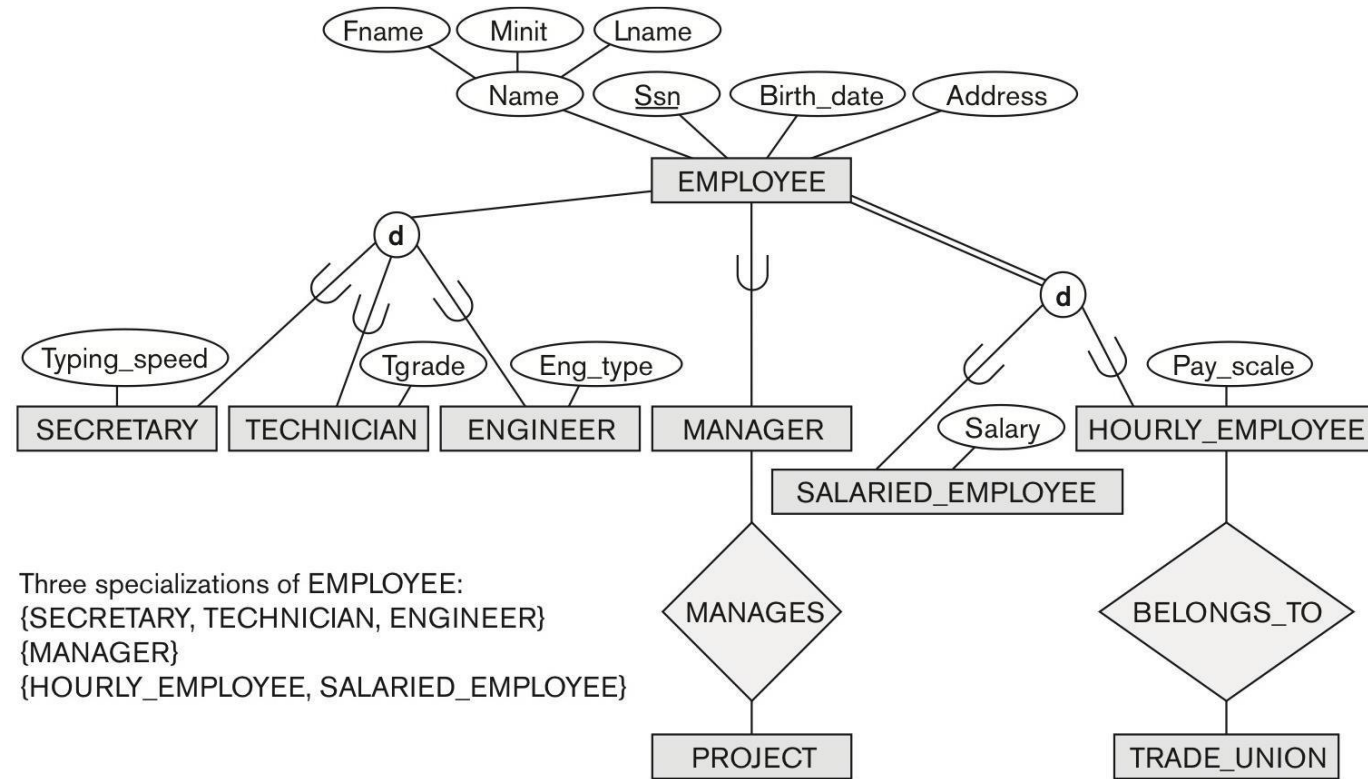 Fname Minit Lname
Name Ssn Birth_date Address
EMPLOYEE
d
d
Typing_speed Tgrade Eng_type Pay_scale
SECRETARY TECHNICIAN ENGINEER MANAGER Salary HOURLY_EMPLOYEE
SALARIED_EMPLOYEE
Three specializations of EMPLOYEE:
{SECRETARY, TECHNICIAN, ENGINEER}
{MANAGER}
{HOURLY_EMPLOYEE, SALARIED_EMPLOYEE}
MANAGES BELONGS_TO
PROJECT TRADE_UNION